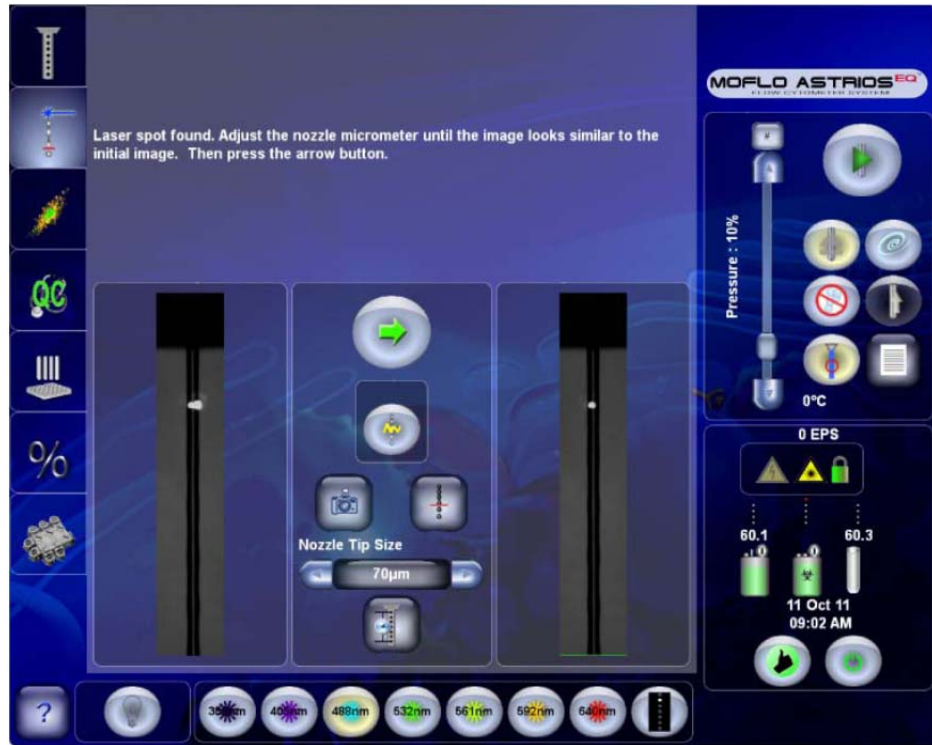 MOFLO ASTRIOS EQ™
FLOW CYTOMETER SYSTEM
Laser spot found. Adjust the nozzle micrometer until the image looks similar to the
initial image. Then press the arrow button.
#
Pressure : 10%
QC
0°C
0 EPS
60.1
60.3
Nozzle Tip Size
70µm
%
11 Oct 11
09:02 AM
?
405nm
488nm
532nm
561nm
592nm
640nm